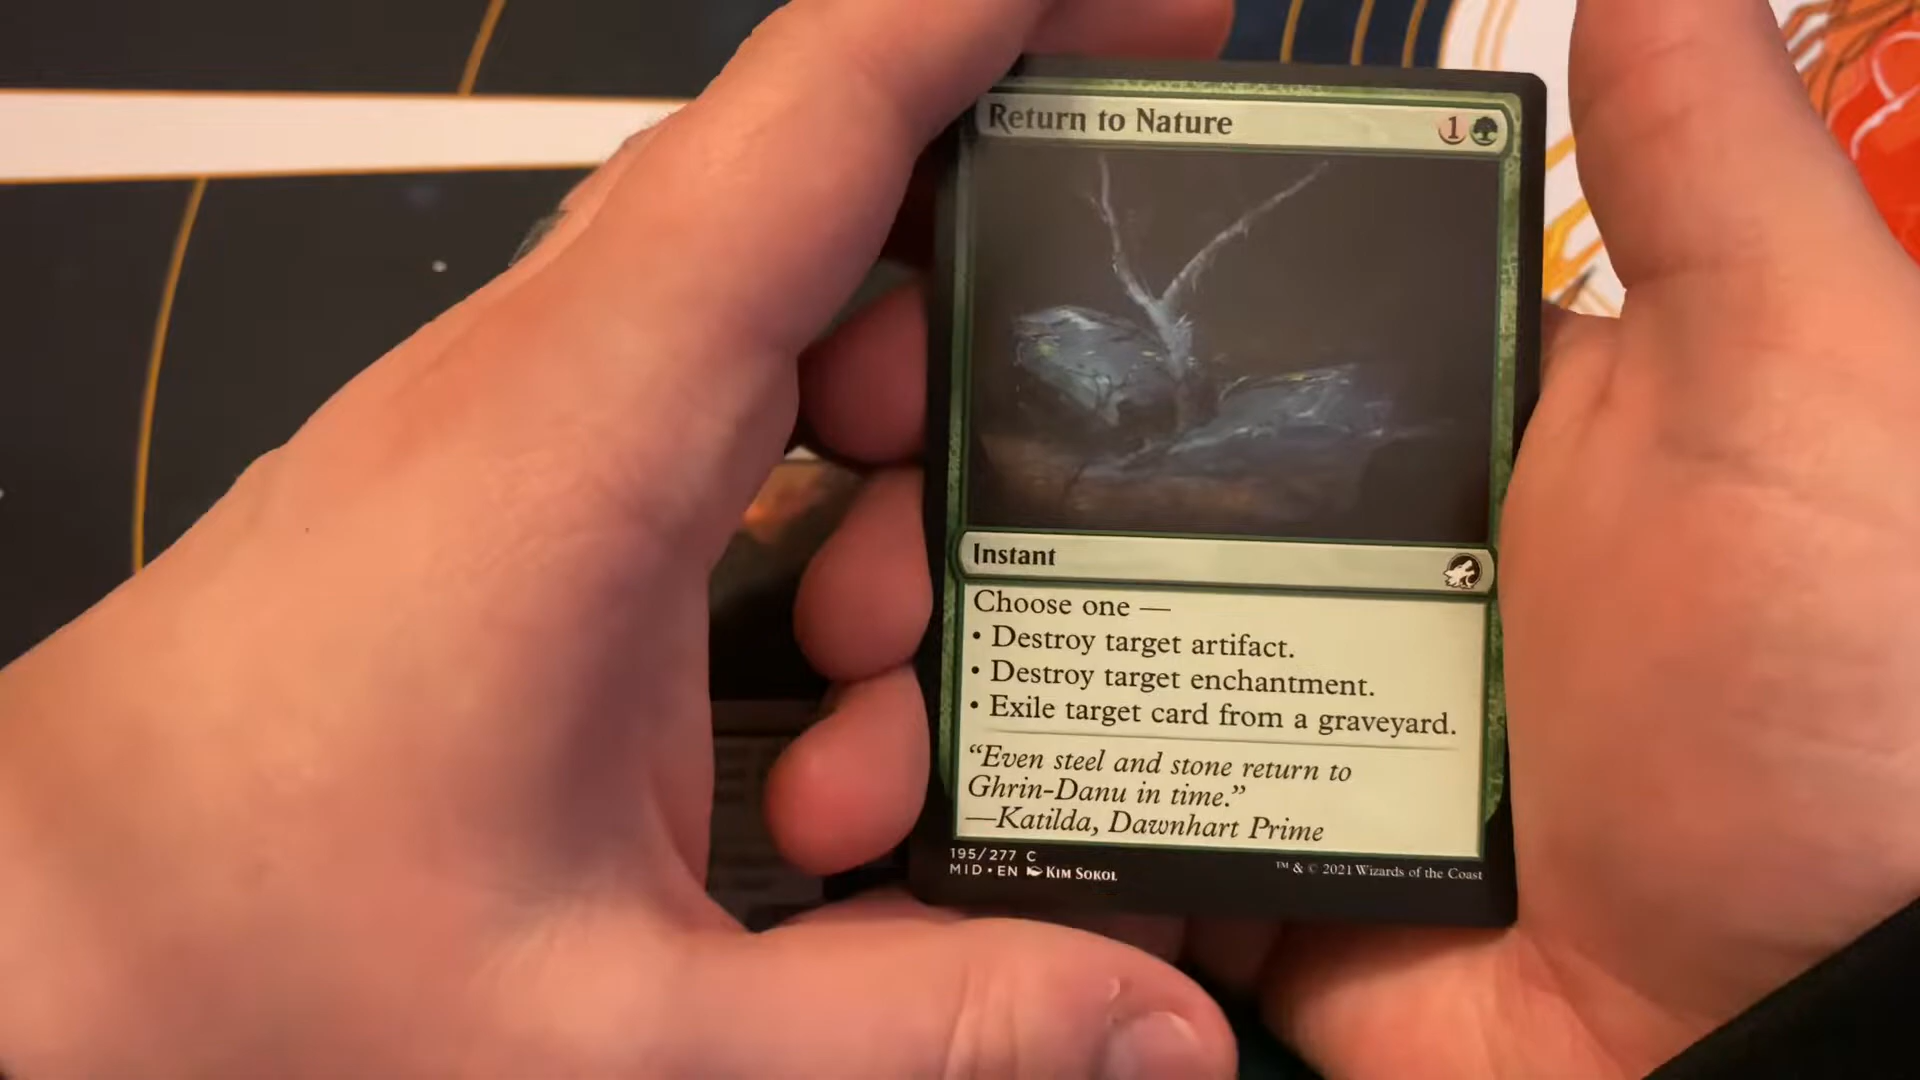 Return to Nature 1
Instant
Choose one —
• Destroy target artifact.
• Destroy target enchantment.
• Exile target card from a graveyard.
“Even steel and stone return to
Ghrin-Danu in time.”
—Katilda, Dawnhart Prime
195/277 C
MID • EN Kim Sokol
™ & © 2021 Wizards of the Coast